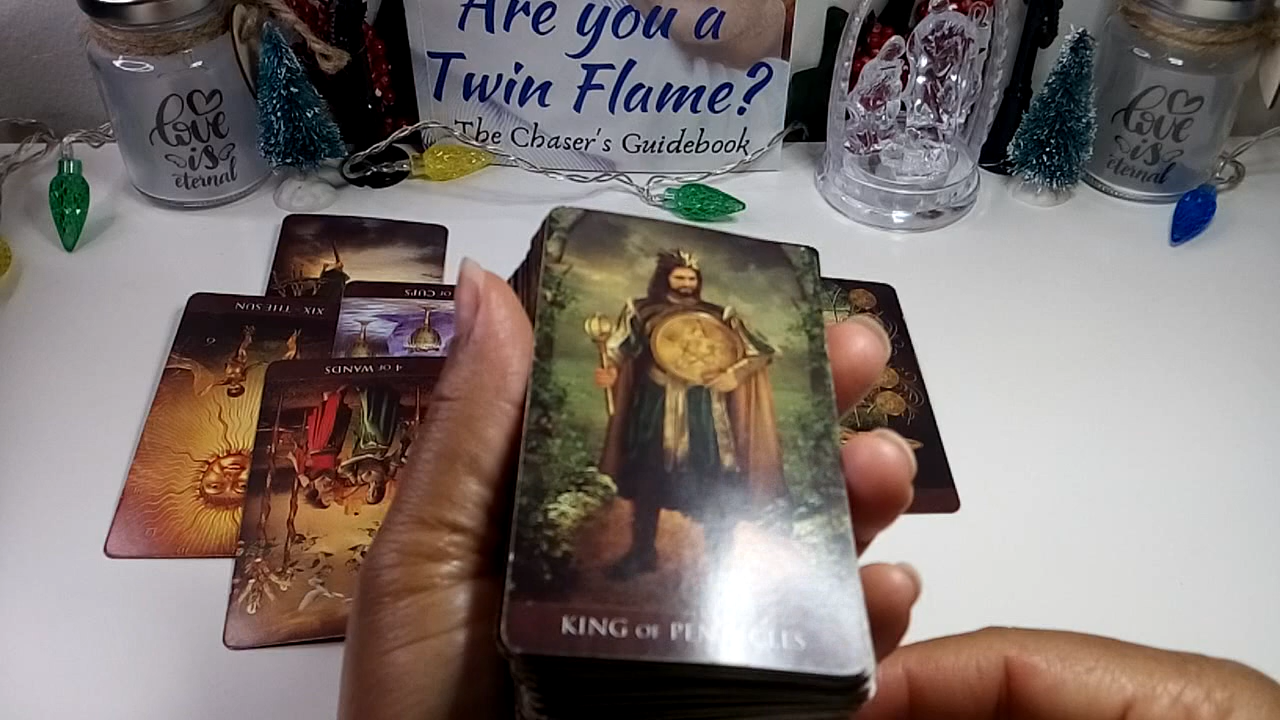 Are you a
Twin Flame?
The Chaser's Guidebook
love
is
eternal
love
is
eternal
OF CUPS
XIX · THE SUN
4 OF WANDS
KING OF PENTACLES